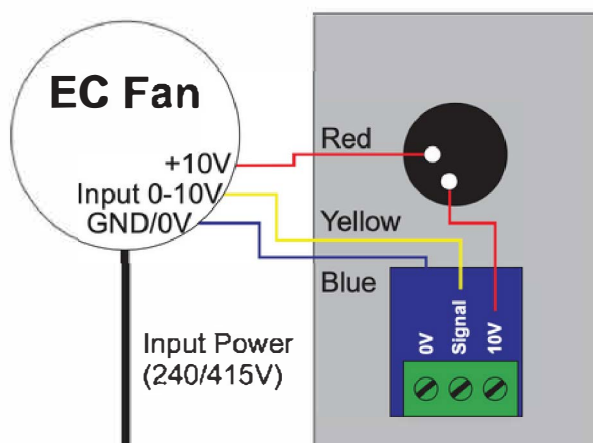 EC Fan
+10V
Input 0-10V
GND/0V
Red
Yellow
Blue
0V
Signal
10V
Input Power
(240/415V)